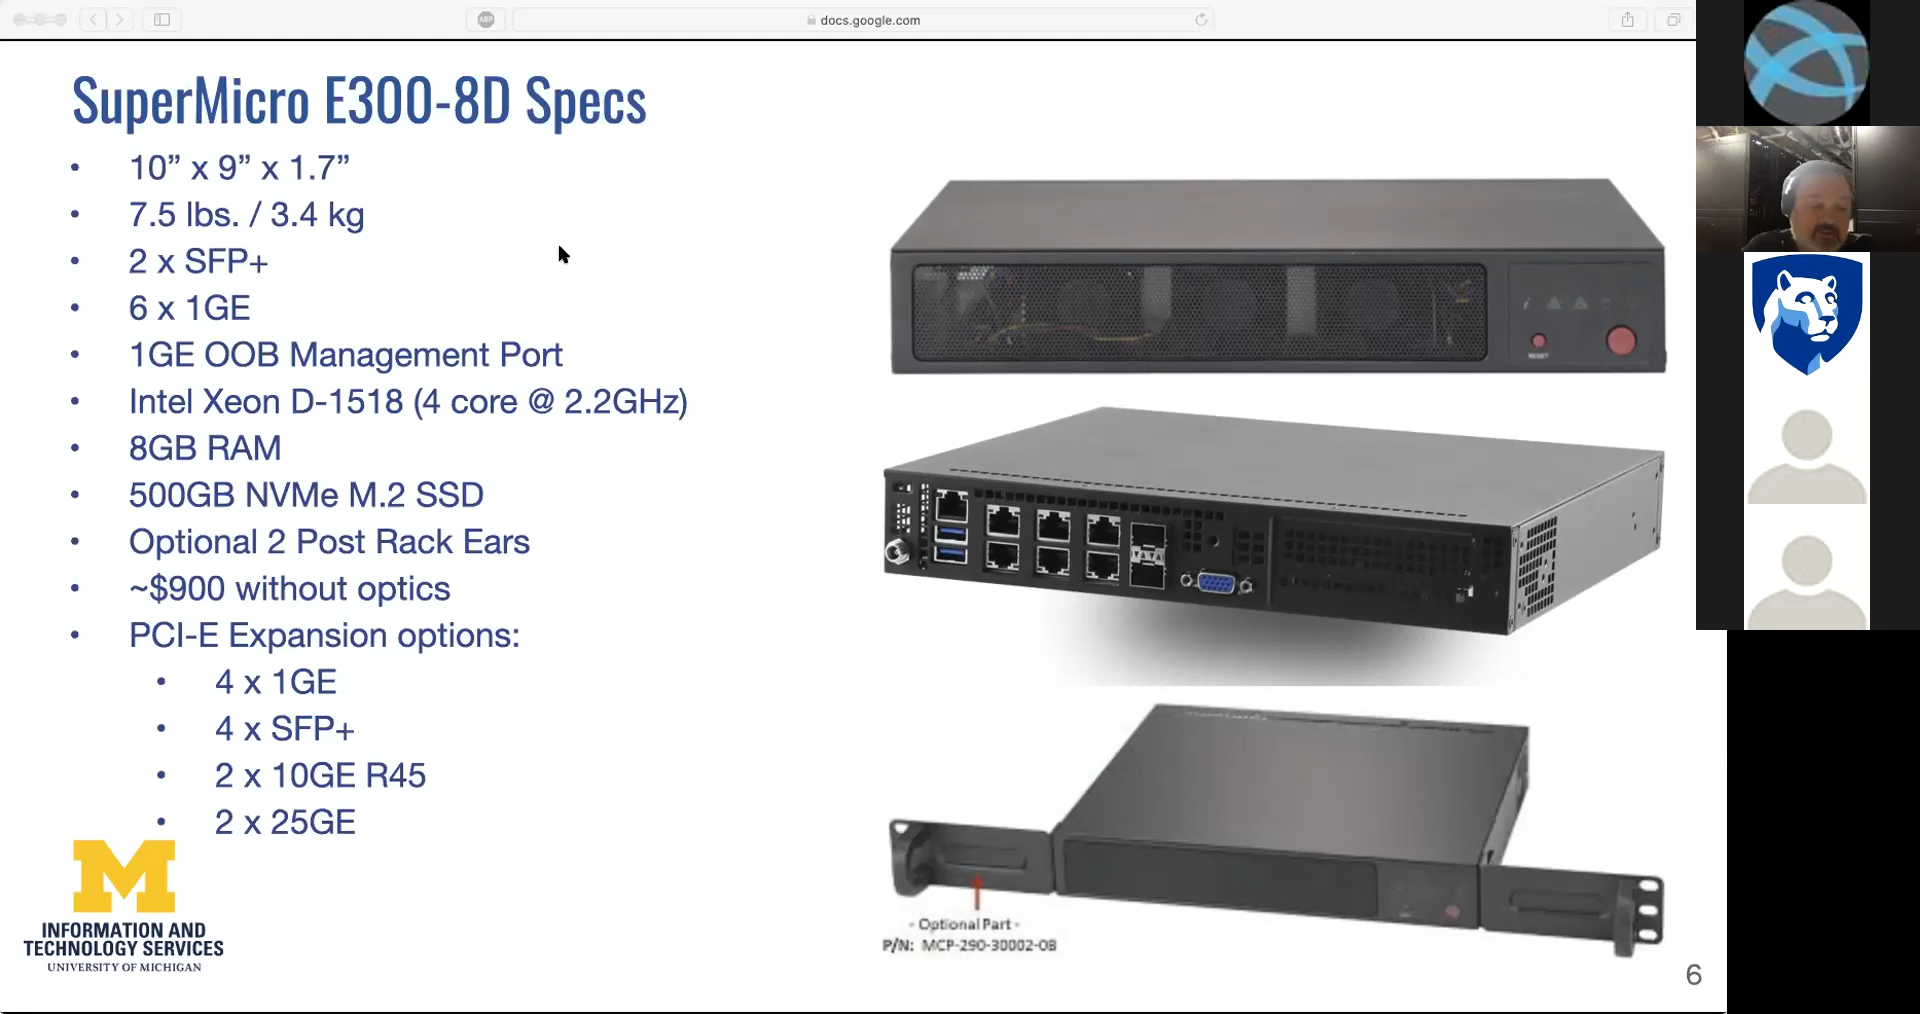 docs.google.com
ABP
SuperMicro E300-8D Specs
• 10” x 9” x 1.7”
• 7.5 lbs. / 3.4 kg
• 2 x SFP+
• 6 x 1GE
• 1GE OOB Management Port
• Intel Xeon D-1518 (4 core @ 2.2GHz)
• 8GB RAM
• 500GB NVMe M.2 SSD
• Optional 2 Post Rack Ears
• ~$900 without optics
• PCI-E Expansion options:
• 4 x 1GE
• 4 x SFP+
• 2 x 10GE R45
• 2 x 25GE
RESET
- Optional Part -
P/N: MCP-290-30002-0B
M
INFORMATION AND
TECHNOLOGY SERVICES
UNIVERSITY OF MICHIGAN
6